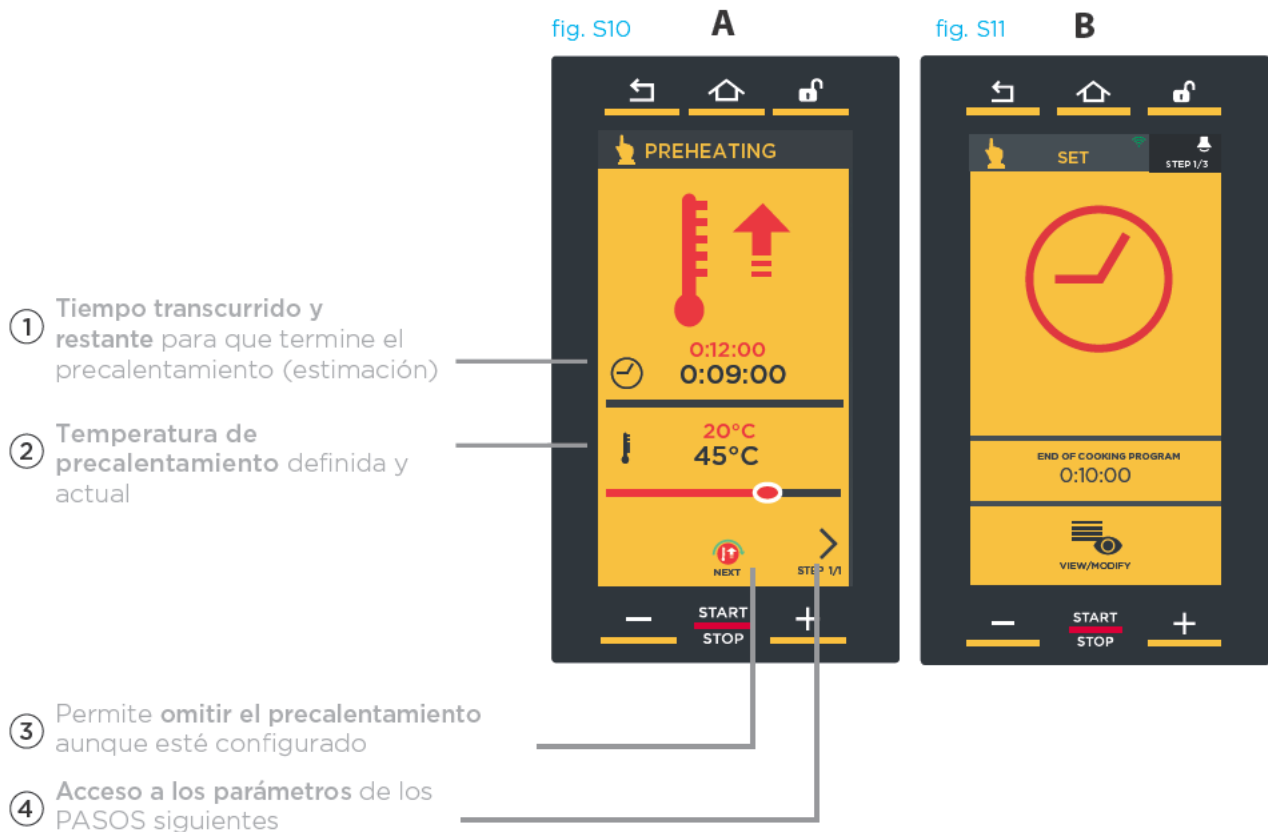 fig. S10
A
fig. S11
B
PREHEATING
SET
STEP 1/3
① Tiempo transcurrido y
restante para que termine el
precalentamiento (estimación)
0:12:00
0:09:00
② Temperatura de
precalentamiento definida y
actual
20°C
45°C
NEXT
STEP 1/1
END OF COOKING PROGRAM
0:10:00
VIEW/MODIFY
START
STOP
START
STOP
③ Permite omitir el precalentamiento
aunque esté configurado
④ Acceso a los parámetros de los
PASOS siguientes